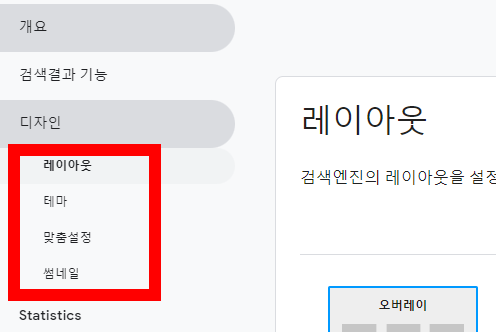 개요
검색결과 기능
디자인
레이아웃
테마
맞춤설정
썸네일
Statistics
레이아웃
검색엔진의 레이아웃을 설정
오버레이